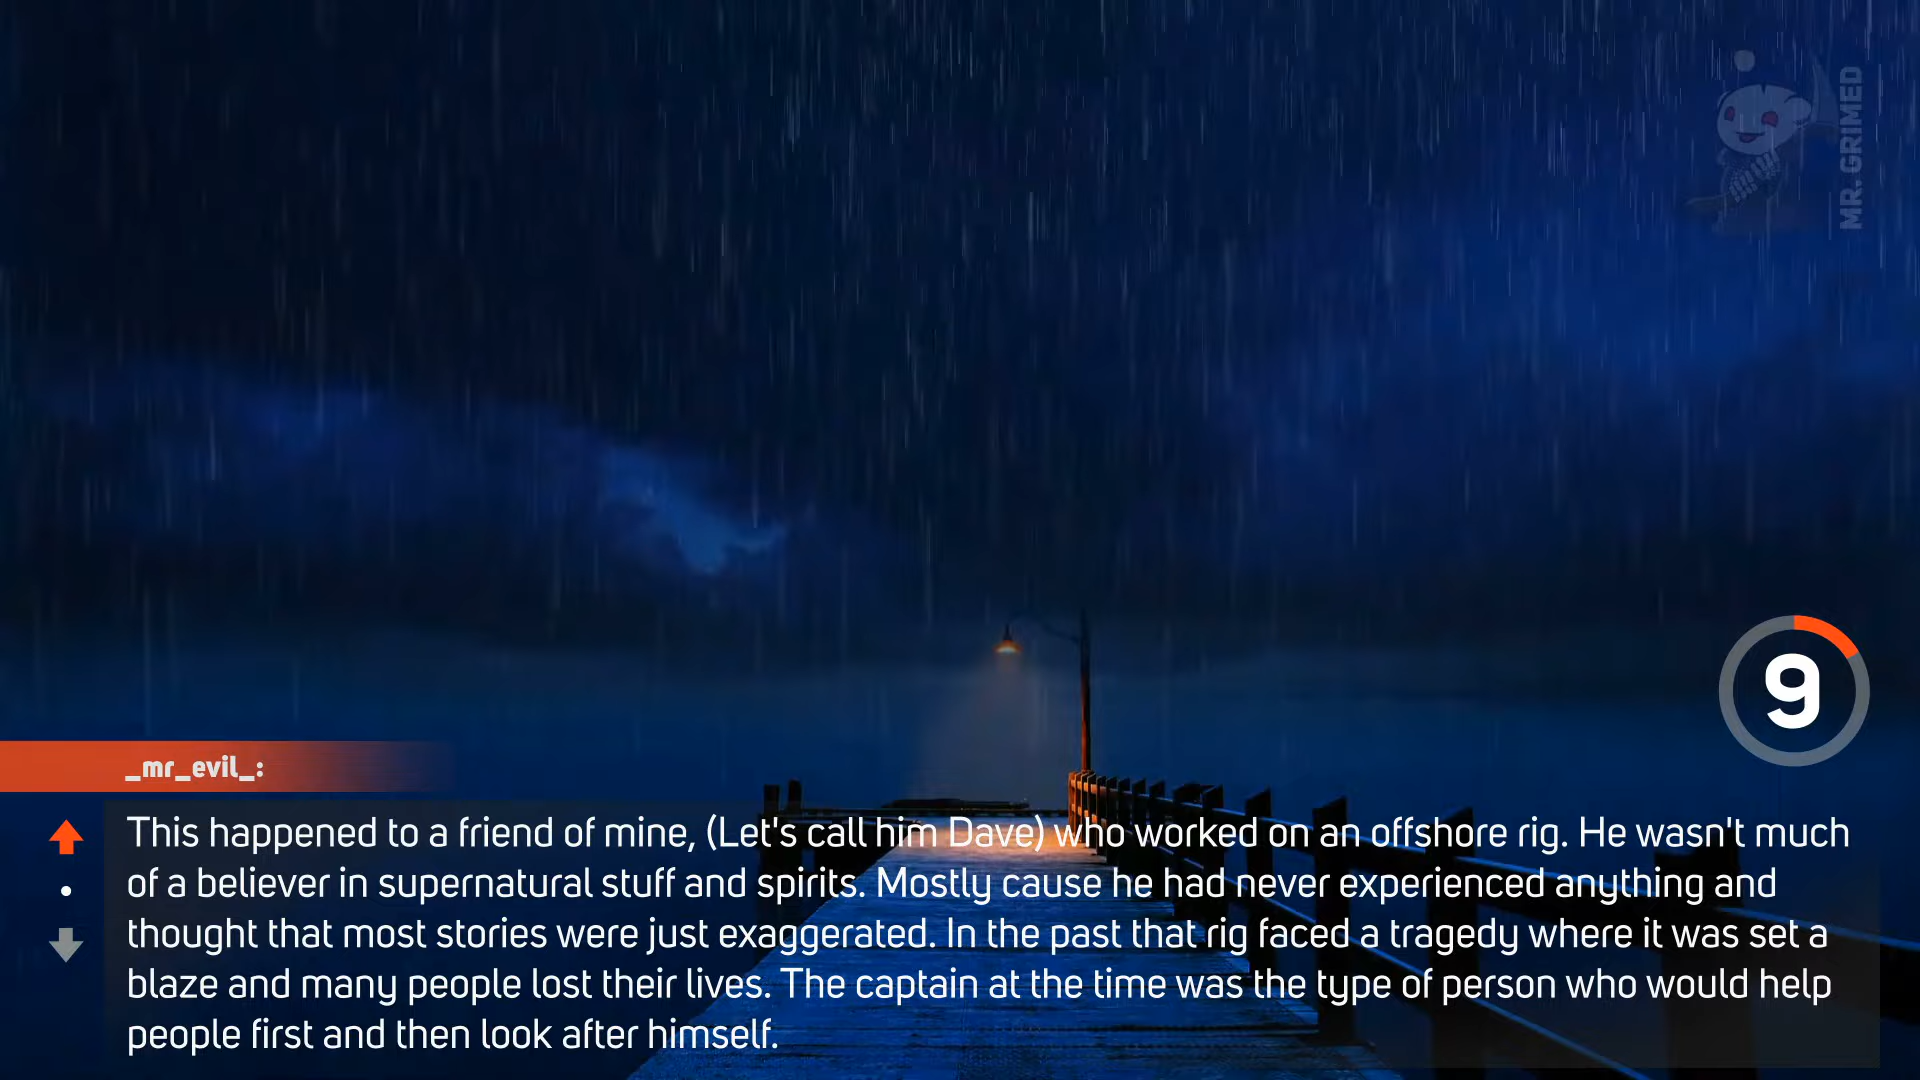 MR. GRIMED
9
_mr_evil_:
This happened to a friend of mine, (Let's call him Dave) who worked on an offshore rig. He wasn't much
of a believer in supernatural stuff and spirits. Mostly cause he had never experienced anything and
thought that most stories were just exaggerated. In the past that rig faced a tragedy where it was set a
blaze and many people lost their lives. The captain at the time was the type of person who would help
people first and then look after himself.